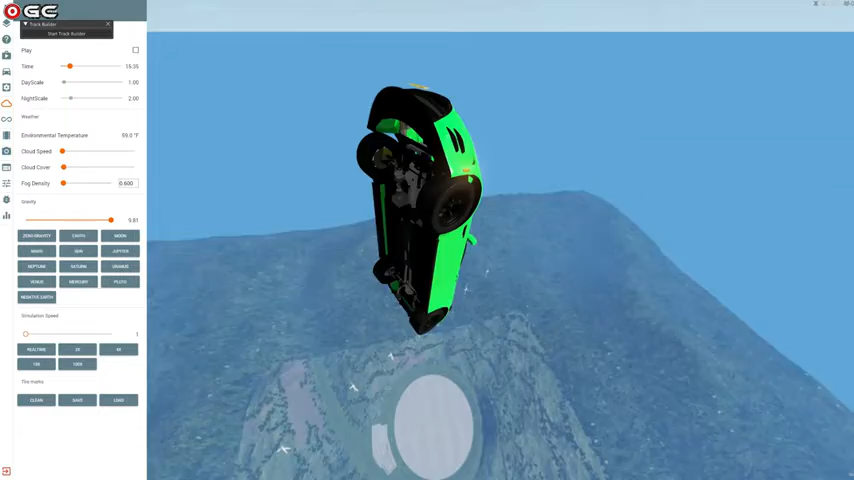 OGC
Track Builder
Start Track Builder
Play
Time 15:35
DayScale 1.00
NightScale 2.00
Weather
Environmental Temperature 59.0 °F
Cloud Speed
Cloud Cover
Fog Density 0.600
Gravity
9.81
ZERO GRAVITY EARTH MOON
MARS SUN JUPITER
NEPTUNE SATURN URANUS
VENUS MERCURY PLUTO
NEGATIVE EARTH
Simulation Speed
1
REALTIME 2X 4X
10X 100X
Tire marks
CLEAN SAVE LOAD